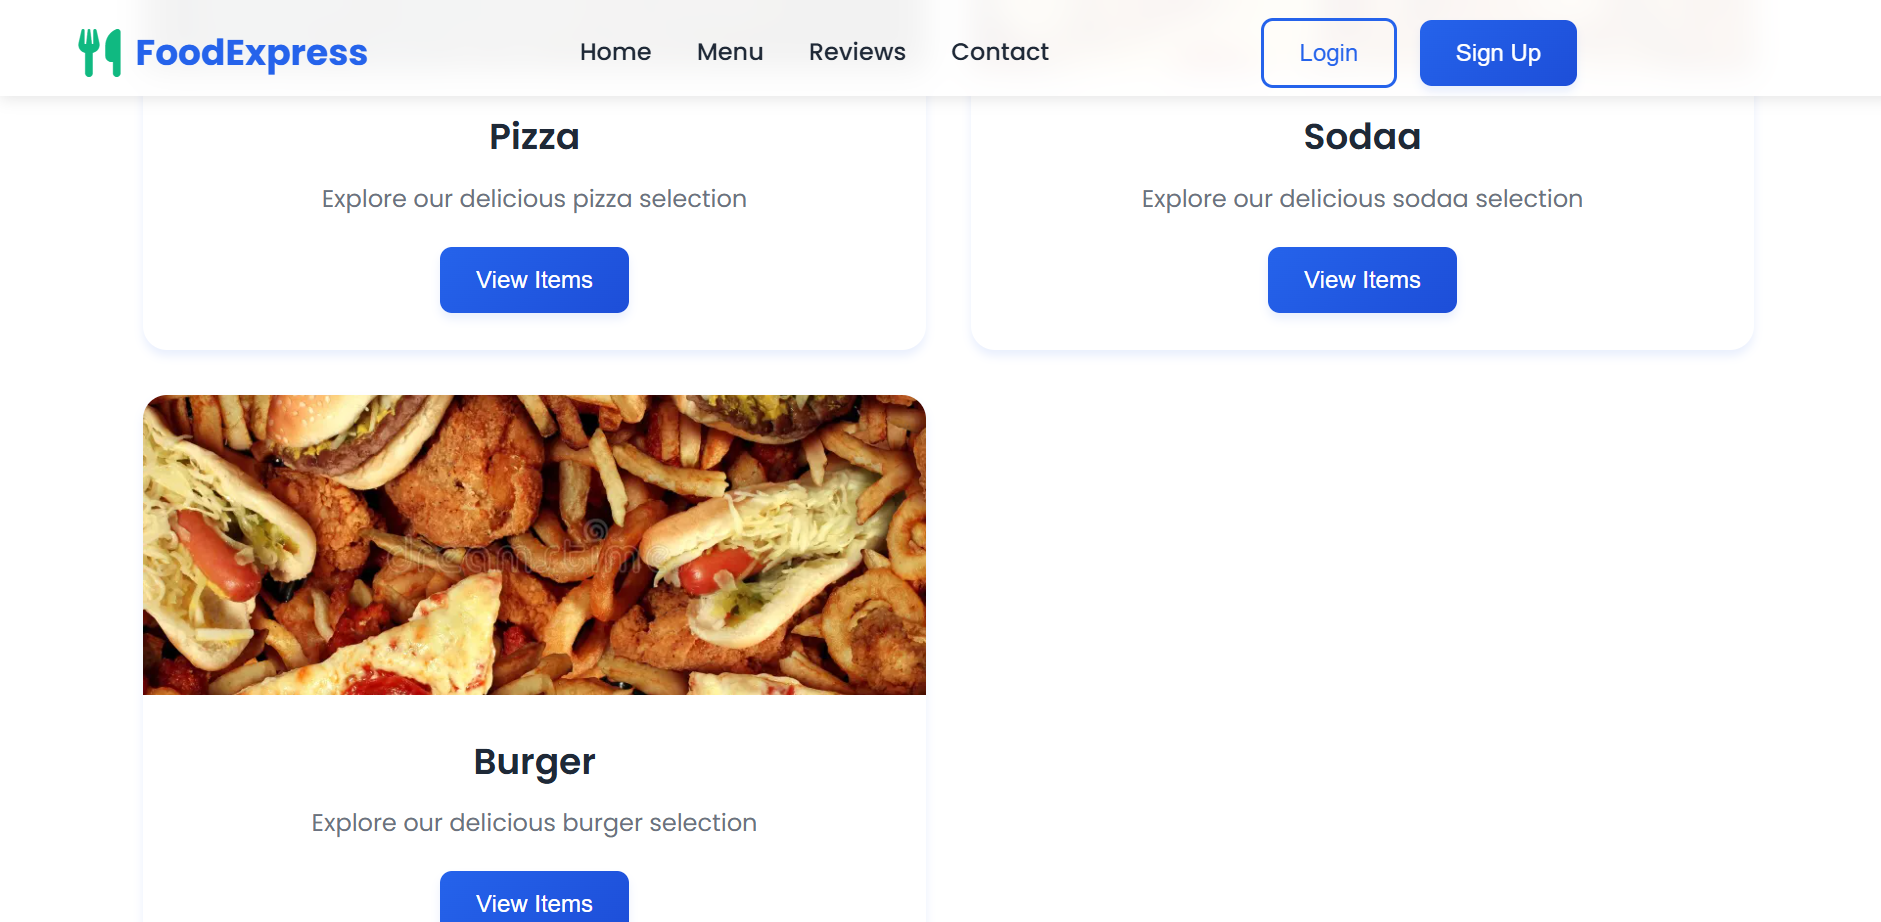 FoodExpress
Home Menu Reviews Contact
Login
Sign Up
Pizza
Explore our delicious pizza selection
View Items
Sodaa
Explore our delicious sodaa selection
View Items
dreamstime
Burger
Explore our delicious burger selection
View Items